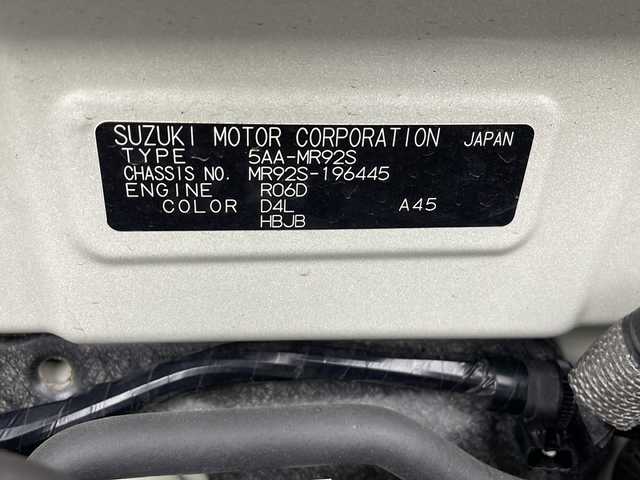 SUZUKI MOTOR CORPORATION JAPAN
TYPE 5AA-MR92S
CHASSIS NO. MR92S-196445
ENGINE R06D
COLOR D4L A45
HBJB